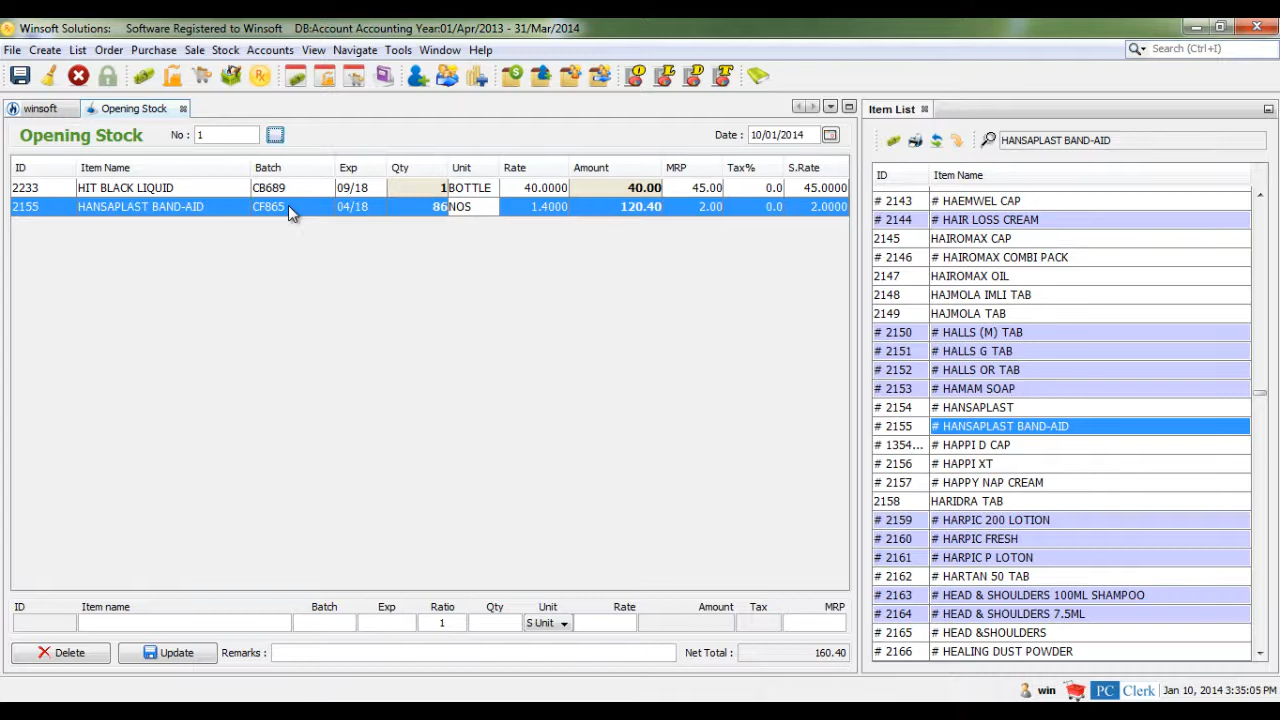 Winsoft Solutions: Software Registered to Winsoft DB:Account Accounting Year:01/Apr/2013 - 31/Mar/2014
File Create List Order Purchase Sale Stock Accounts View Navigate Tools Window Help
Search (Ctrl+I)
winsoft Opening Stock
Item List
Opening Stock No : 1 Date : 10/01/2014
HANSAPLAST BAND-AID
ID Item Name Batch Exp Qty Unit Rate Amount MRP Tax% S.Rate
2233 HIT BLACK LIQUID CB689 09/18 1 BOTTLE 40.0000 40.00 45.00 0.0 45.0000
2155 HANSAPLAST BAND-AID CF865 04/18 86 NOS 1.4000 120.40 2.00 0.0 2.0000
ID Item name Batch Exp Ratio Qty Unit Rate Amount Tax MRP
1 S Unit
Delete Update Remarks : Net Total : 160.40
ID Item Name
# 2143 # HAEMWEL CAP
# 2144 # HAIR LOSS CREAM
2145 HAIROMAX CAP
# 2146 # HAIROMAX COMBI PACK
2147 HAIROMAX OIL
2148 HAJMOLA IMLI TAB
2149 HAJMOLA TAB
# 2150 # HALLS (M) TAB
# 2151 # HALLS G TAB
# 2152 # HALLS OR TAB
# 2153 # HAMAM SOAP
# 2154 # HANSAPLAST
# 2155 # HANSAPLAST BAND-AID
# 1354... # HAPPI D CAP
# 2156 # HAPPI XT
# 2157 # HAPPY NAP CREAM
2158 HARIDRA TAB
# 2159 # HARPIC 200 LOTION
# 2160 # HARPIC FRESH
# 2161 # HARPIC P LOTON
# 2162 # HARTAN 50 TAB
# 2163 # HEAD & SHOULDERS 100ML SHAMPOO
# 2164 # HEAD & SHOULDERS 7.5ML
# 2165 # HEAD &SHOULDERS
# 2166 # HEALING DUST POWDER
win PC Clerk Jan 10, 2014 3:35:05 PM